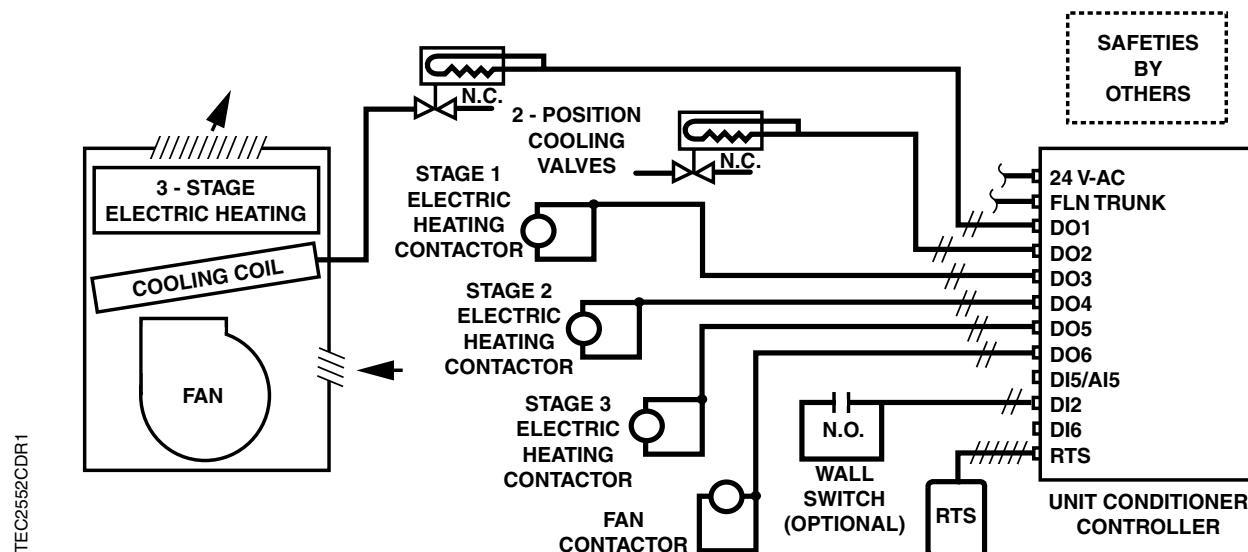 SAFETIES
BY
OTHERS
N.C.
2 - POSITION
COOLING
VALVES
N.C.
3 - STAGE
ELECTRIC HEATING
COOLING COIL
FAN
STAGE 1
ELECTRIC
HEATING
CONTACTOR
STAGE 2
ELECTRIC
HEATING
CONTACTOR
STAGE 3
ELECTRIC
HEATING
CONTACTOR
FAN
CONTACTOR
N.O.
WALL
SWITCH
(OPTIONAL)
RTS
24 V-AC
FLN TRUNK
DO1
DO2
DO3
DO4
DO5
DO6
DI5/AI5
DI2
DI6
RTS
UNIT CONDITIONER
CONTROLLER
TEC2552CDR1